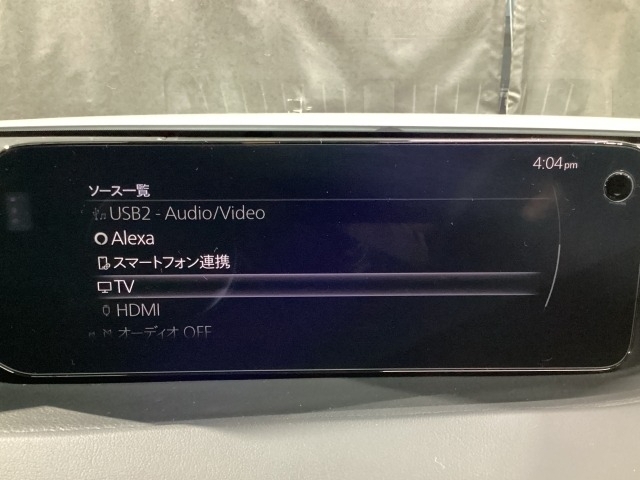 4:04pm
ソース一覧
USB2 - Audio/Video
Alexa
スマートフォン連携
TV
HDMI
オーディオ OFF